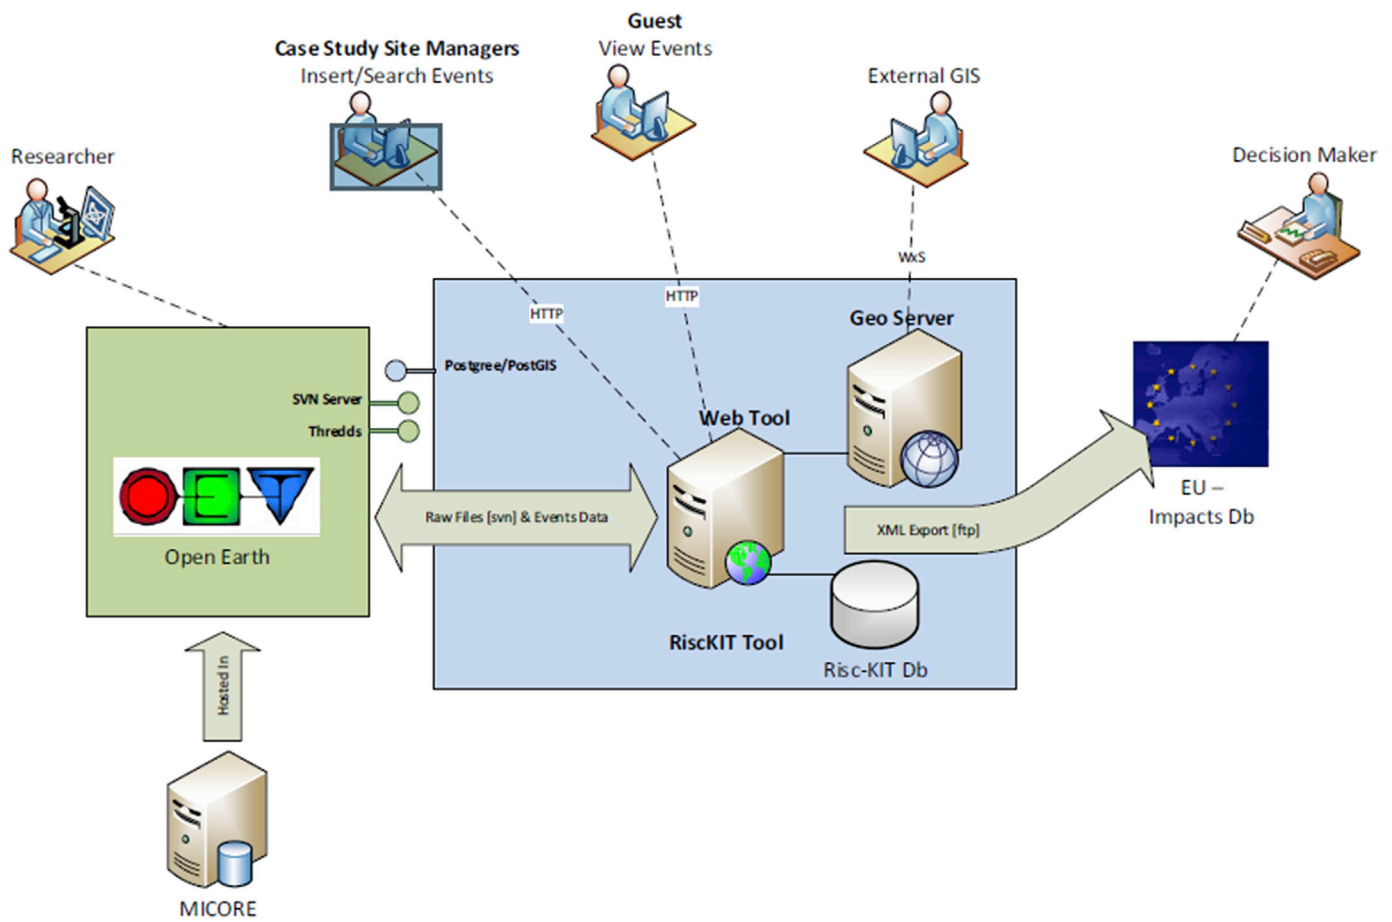 Guest
View Events
Case Study Site Managers
Insert/Search Events
External GIS
Researcher
Decision Maker
WxS
HTTP
HTTP
Geo Server
Postgree/PostGIS
SVN Server
Thredds
Web Tool
EU –
Impacts Db
Raw Files [svn] & Events Data
XML Export [ftp]
Open Earth
RiscKIT Tool
Risc-KIT Db
Hosted In
MICORE